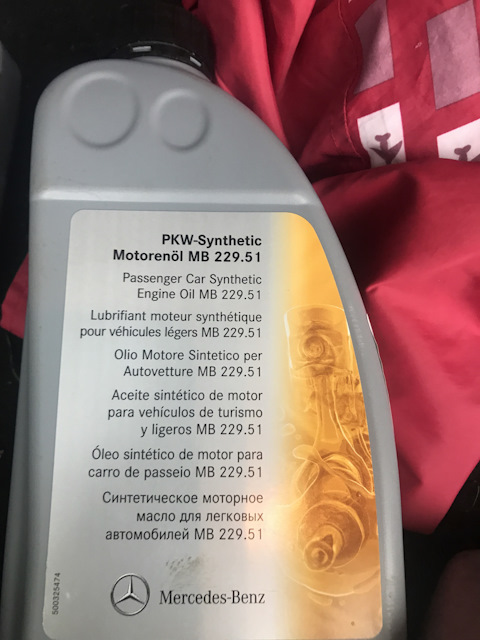 PKW-Synthetic
Motorenöl MB 229.51
Passenger Car Synthetic
Engine Oil MB 229.51
Lubrifiant moteur synthétique
pour véhicules légers MB 229.51
Olio Motore Sintetico per
Autovetture MB 229.51
Aceite sintético de motor
para vehículos de turismo
y ligeros MB 229.51
Óleo sintético de motor para
carro de passeio MB 229.51
Синтетическое моторное
масло для легковых
автомобилей MB 229.51
500325474
Mercedes-Benz